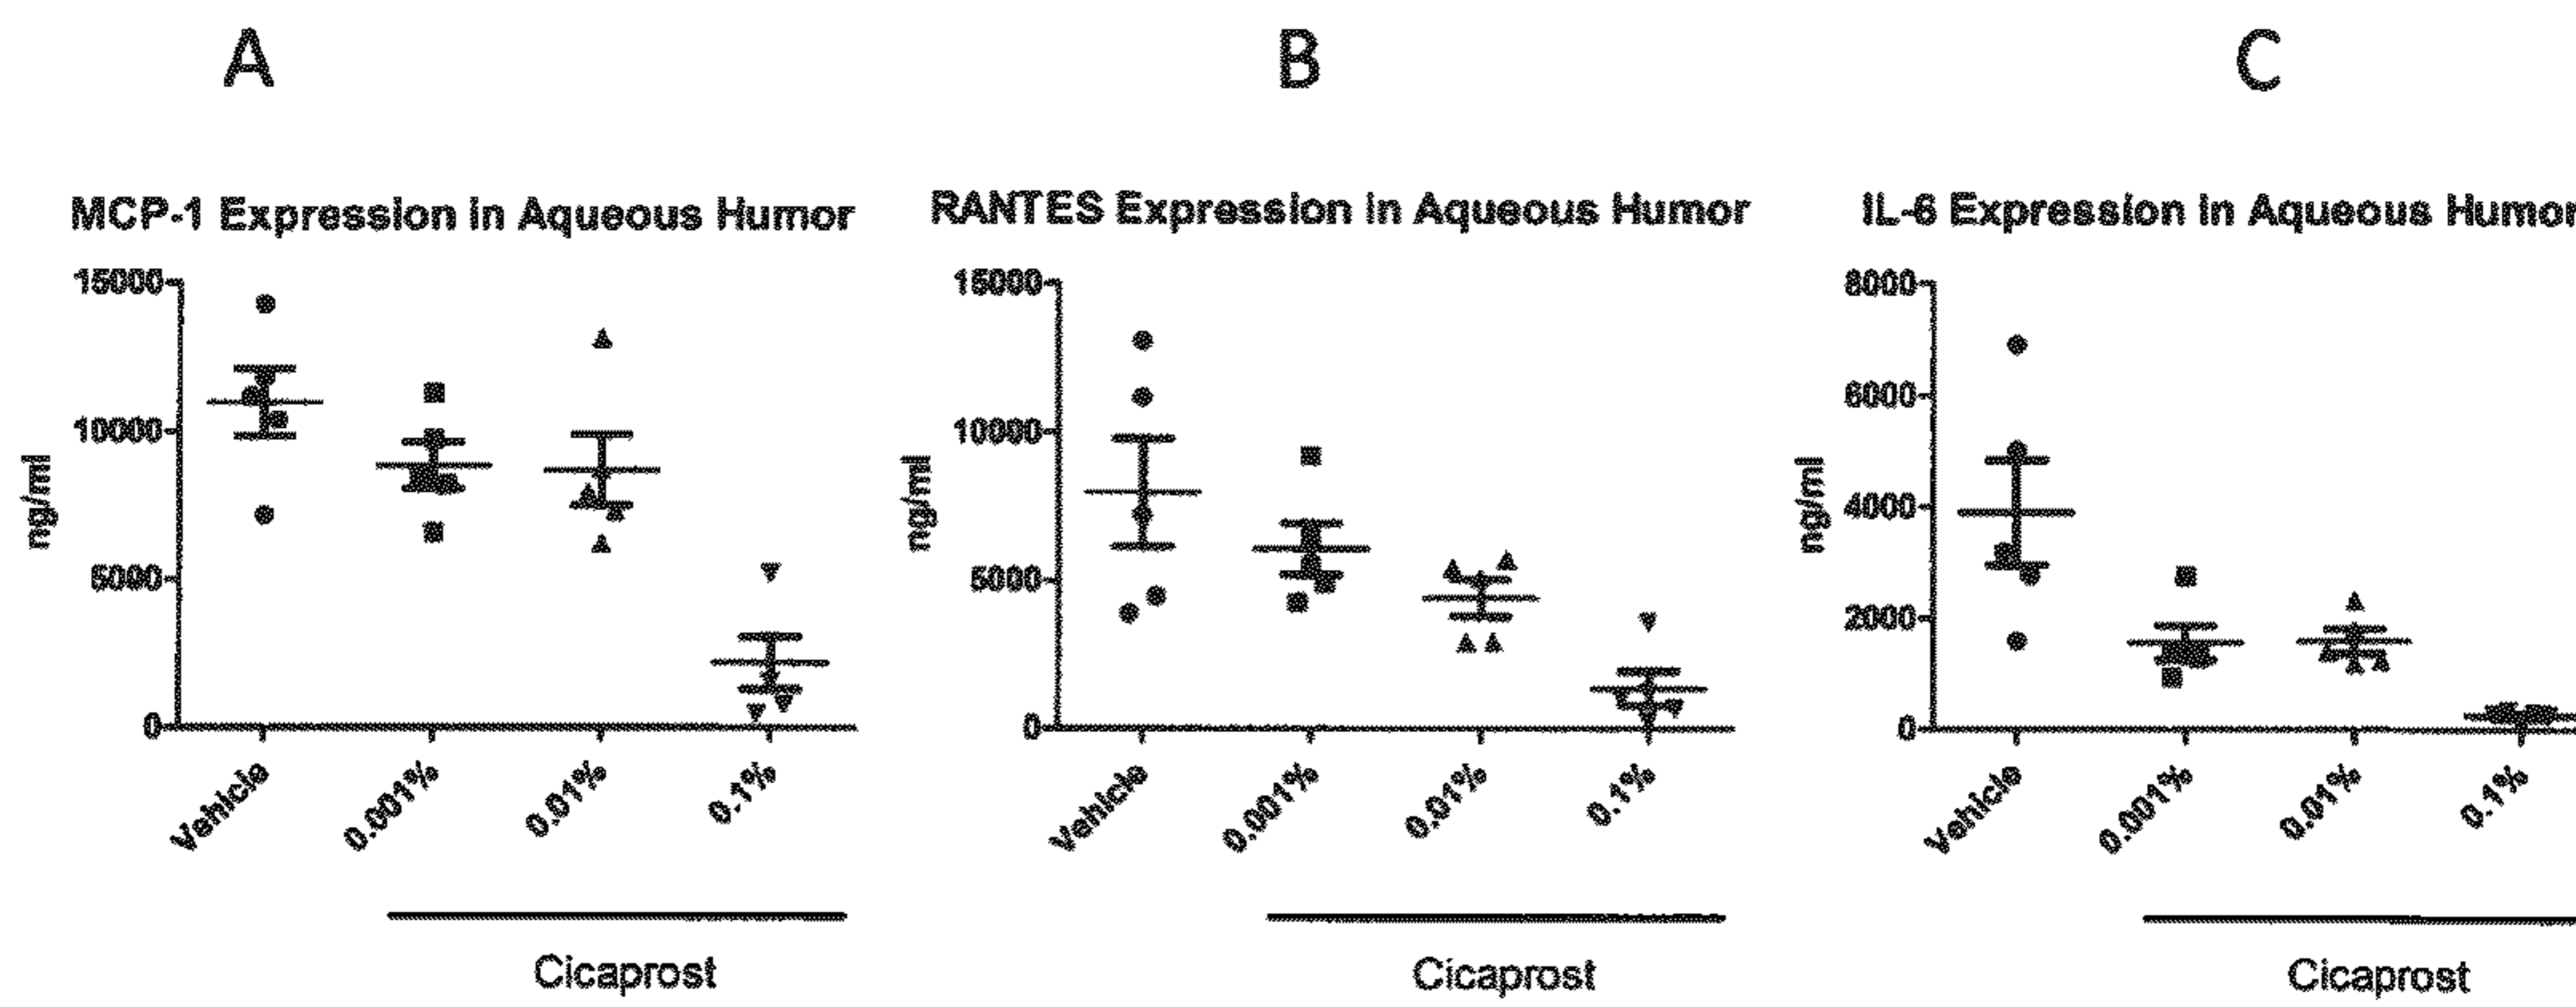 A
B
C
MCP-1 Expression in Aqueous Humor
RANTES Expression in Aqueous Humor
IL-6 Expression in Aqueous Humor
15000
10000
5000
0
ng/ml
Vehicle
0.001%
0.01%
0.1%
Cicaprost
15000
10000
5000
0
ng/ml
Vehicle
0.001%
0.01%
0.1%
Cicaprost
8000
6000
4000
2000
0
ng/ml
Vehicle
0.001%
0.01%
0.1%
Cicaprost